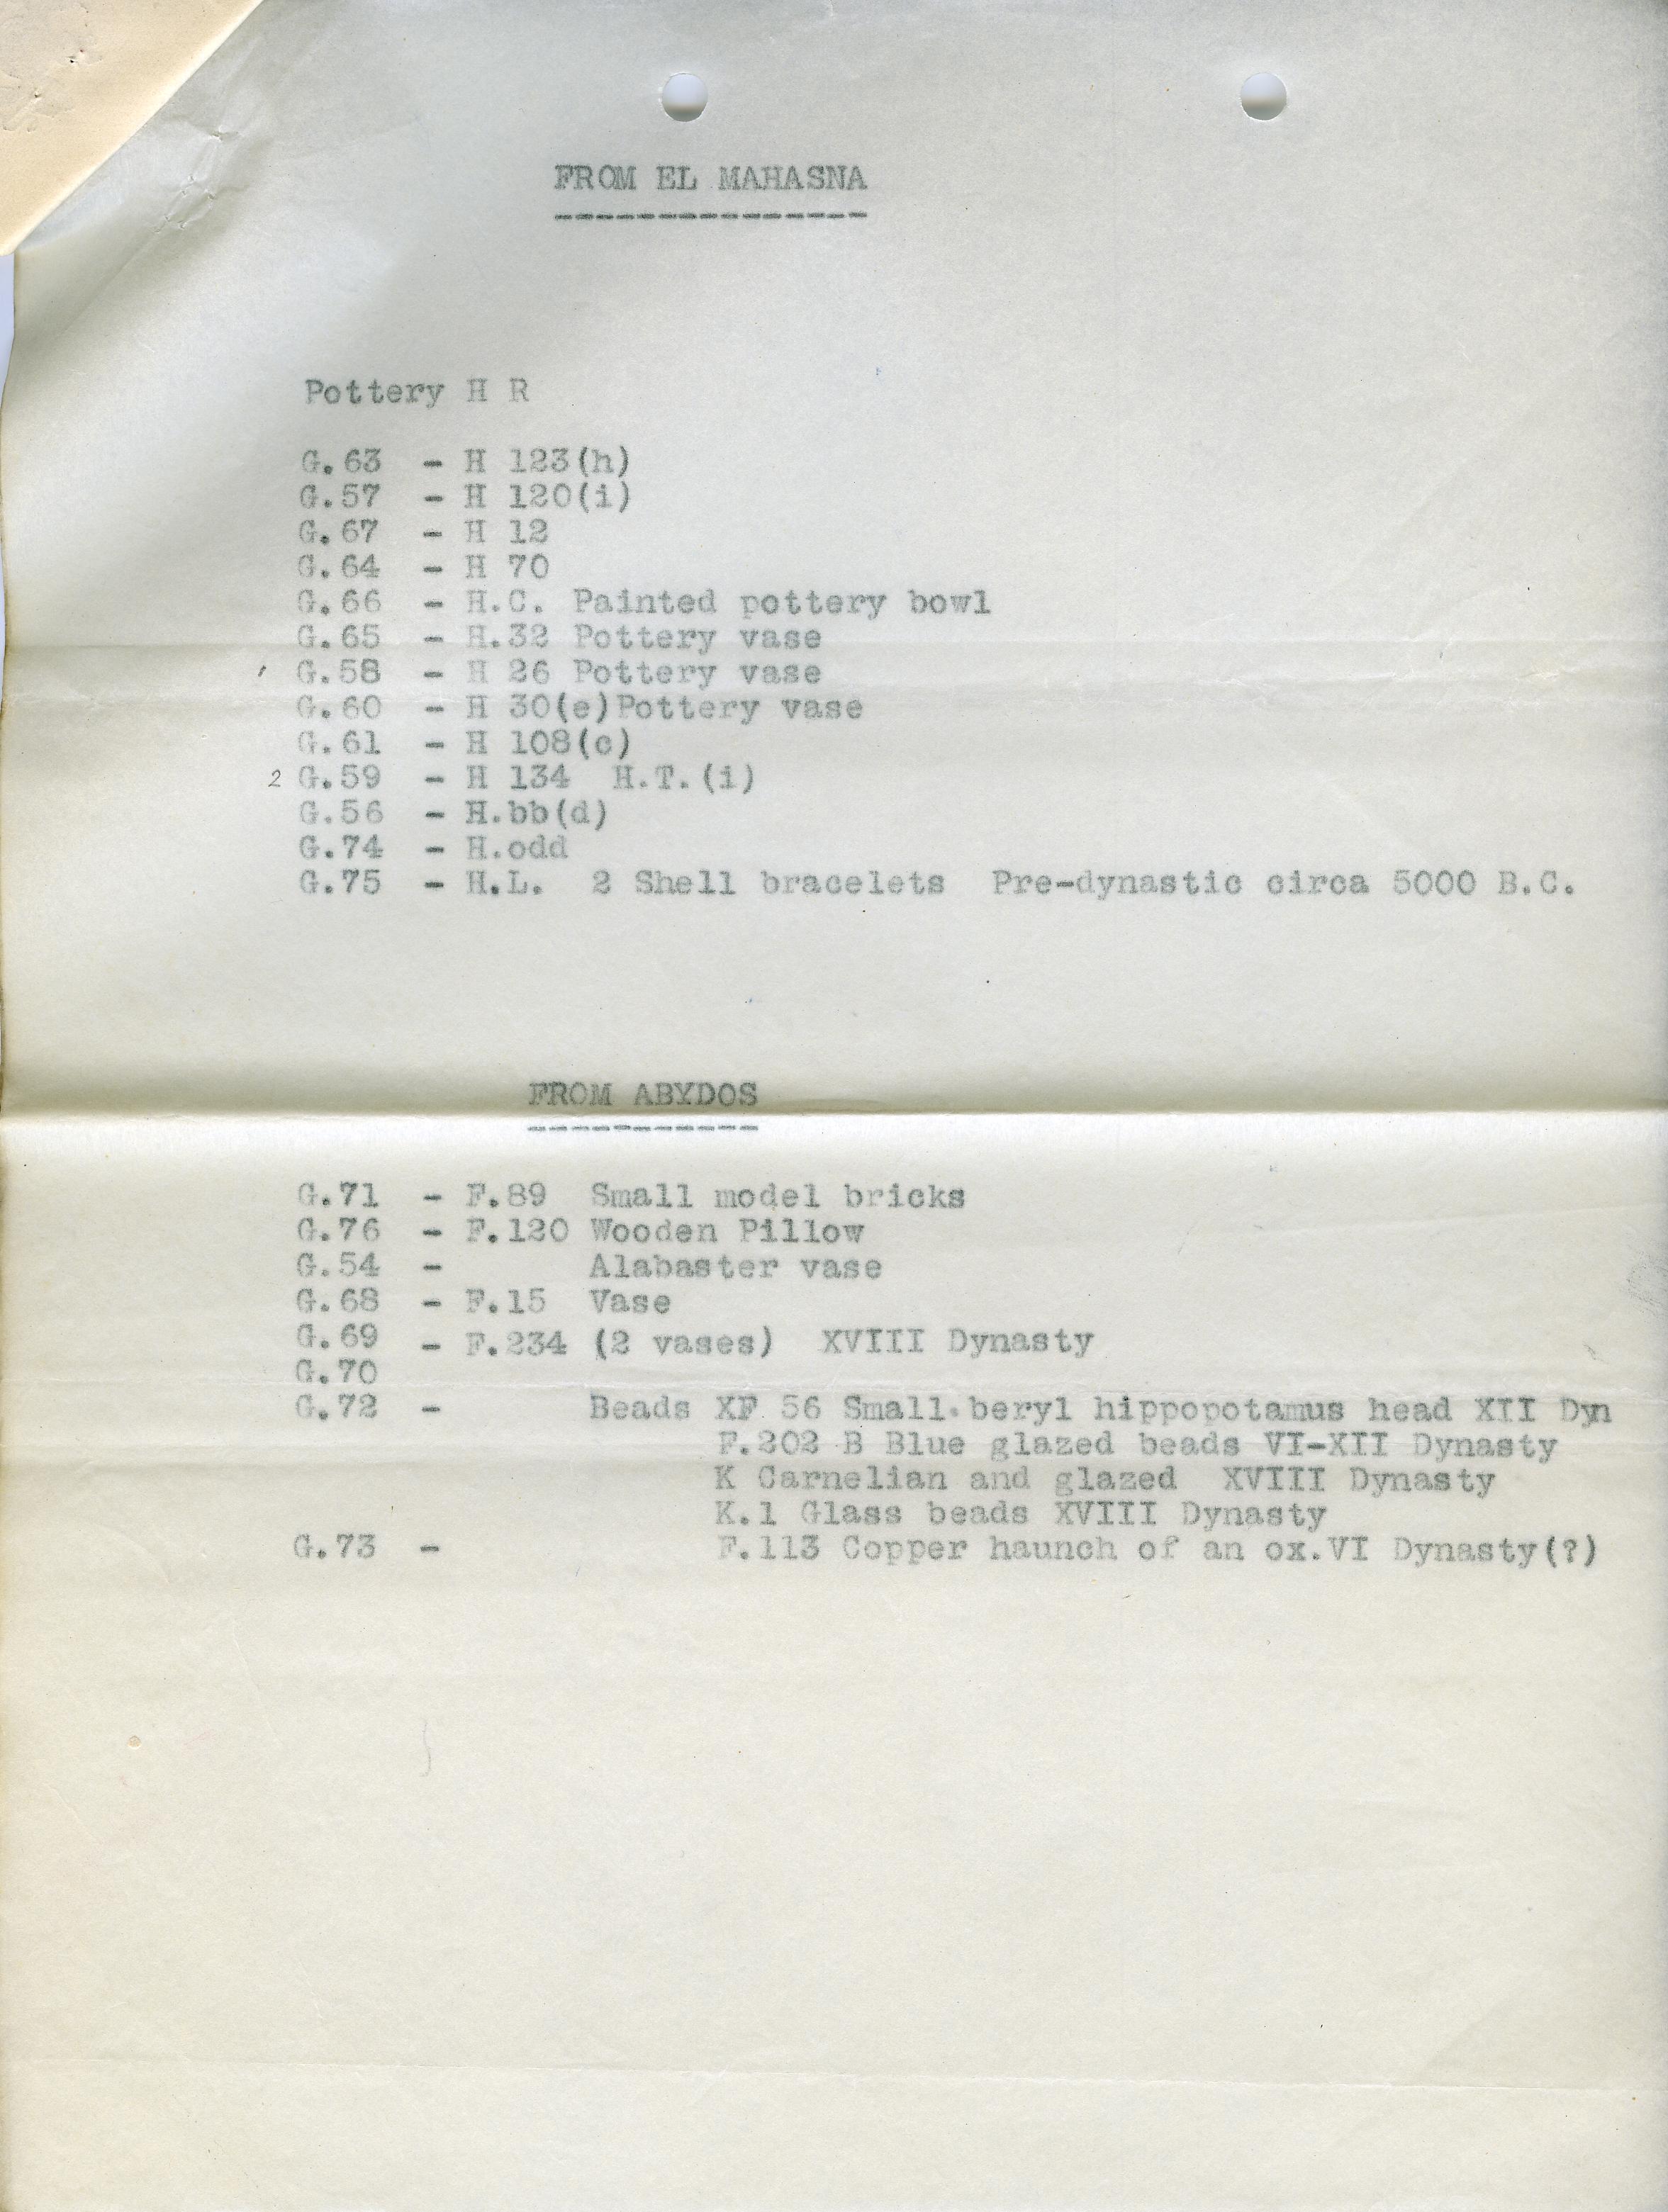 FROM EL MAHASNA
Pottery H R
G.63 - H 123(h)
G.57 - H 120(i)
G.67 - H 12
G.64 - H 70
G.66 - H.C. Painted pottery bowl
G.65 - H.32 Pottery vase
G.58 - H 26 Pottery vase
G.60 - H 30(e)Pottery vase
G.61 - H 108(c)
2 G.59 - H 134 H.T.(i)
G.56 - H.bb(d)
G.74 - H.odd
G.75 - H.L. 2 Shell bracelets Pre-dynastic circa 5000 B.C.
FROM ABYDOS
G.71 - F.89 Small model bricks
G.76 - F.120 Wooden Pillow
G.54 - Alabaster vase
G.68 - F.15 Vase
G.69 - F.234 (2 vases) XVIII Dynasty
G.70
G.72 - Beads XF 56 Small beryl hippopotamus head XII Dyn
F.202 B Blue glazed beads VI-XII Dynasty
K Carnelian and glazed XVIII Dynasty
K.1 Glass beads XVIII Dynasty
G.73 - F.113 Copper haunch of an ox.VI Dynasty(?)